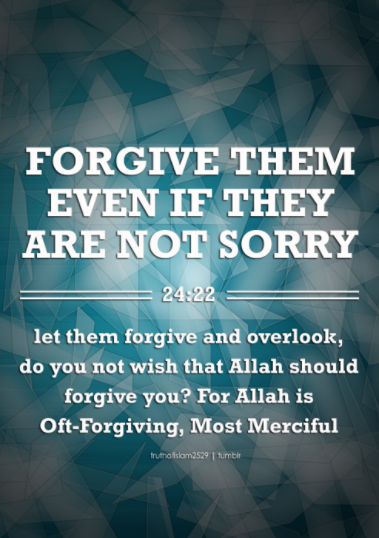 FORGIVE THEM
EVEN IF THEY
ARE NOT SORRY
24:22
let them forgive and overlook,
do you not wish that Allah should
forgive you? For Allah is
Oft-Forgiving, Most Merciful
truthofislam2529 | tumblr